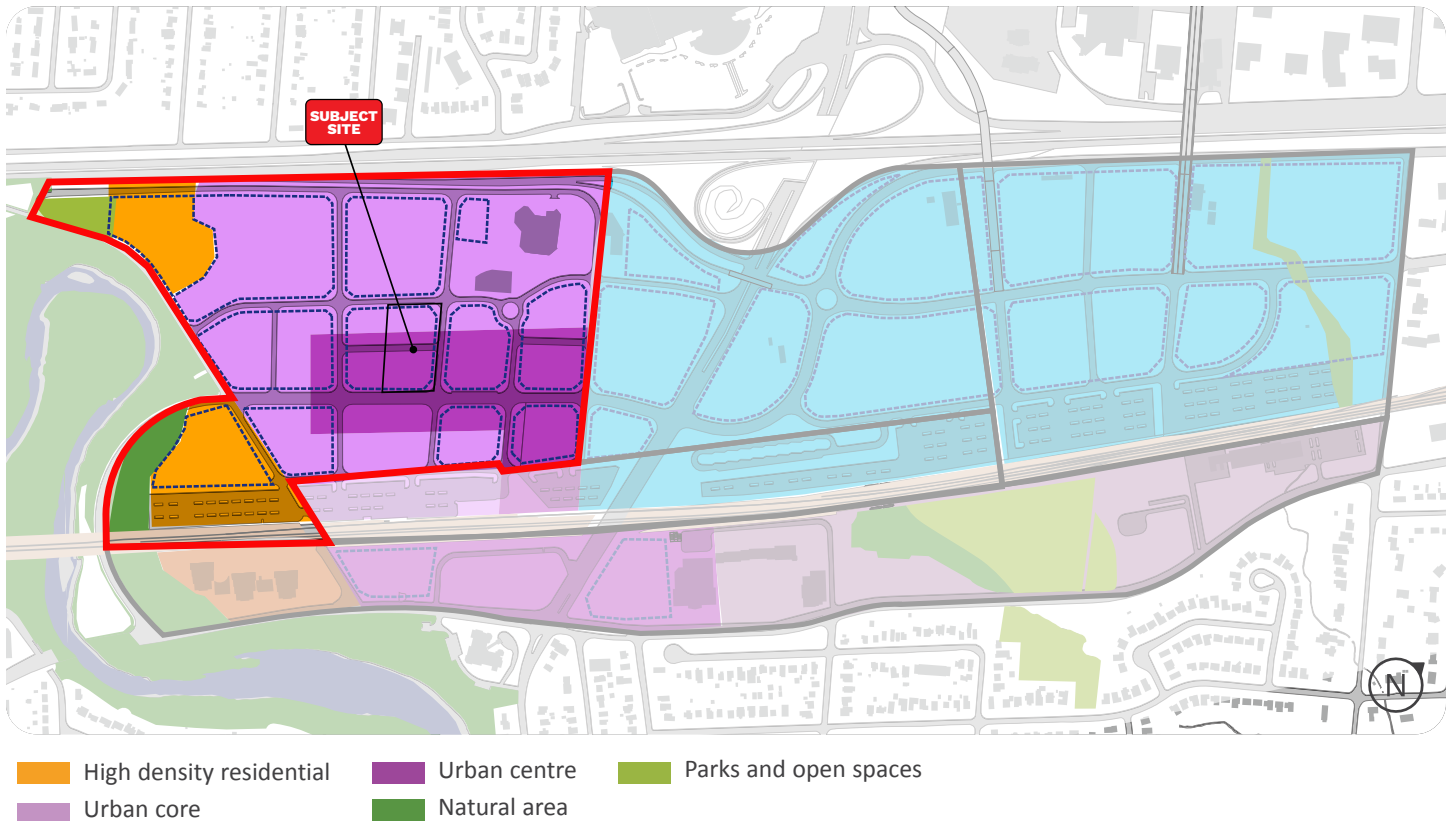 SUBJECT
SITE
N
High density residential
Urban centre
Parks and open spaces
Urban core
Natural area